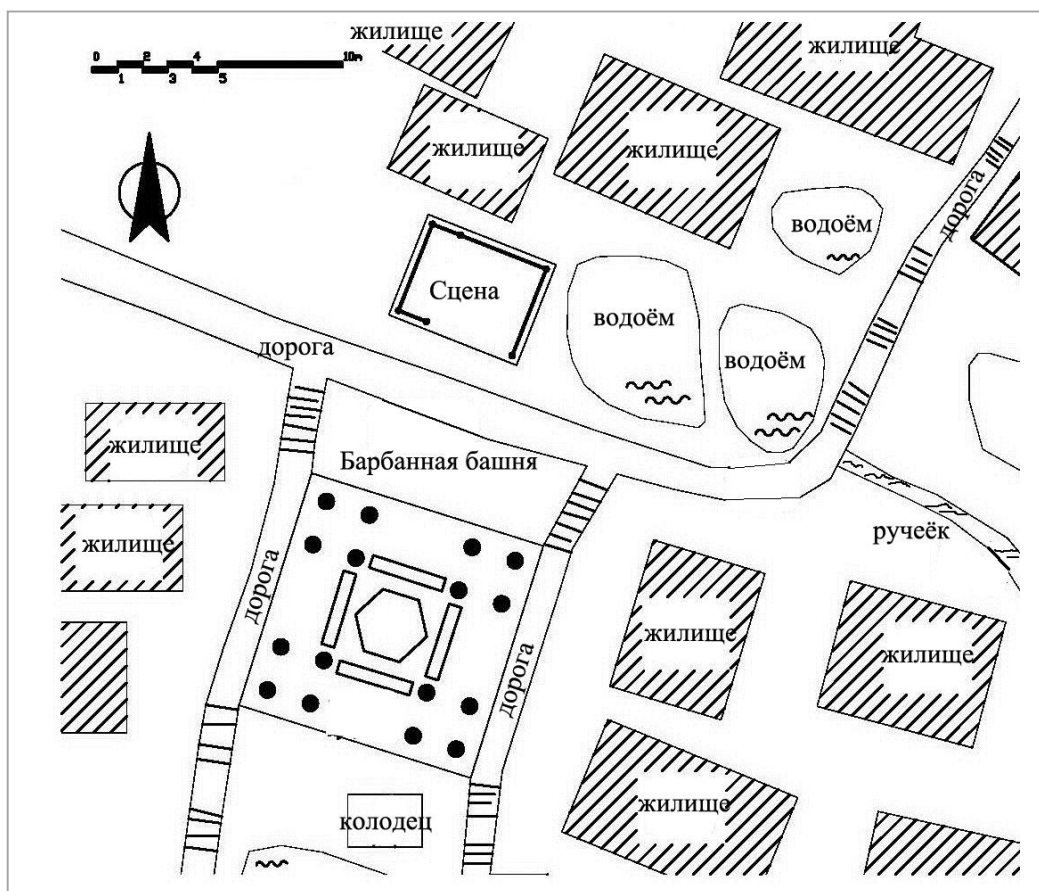 жилище
жилище
0 2 4 10m
1 3 5
жилище
жилище
дорога
водоём
Сцена
водоём
дорога
водоём
жилище
Барбанная башня
ручеёк
жилище
дорога
жилище
жилище
дорога
жилище
колодец